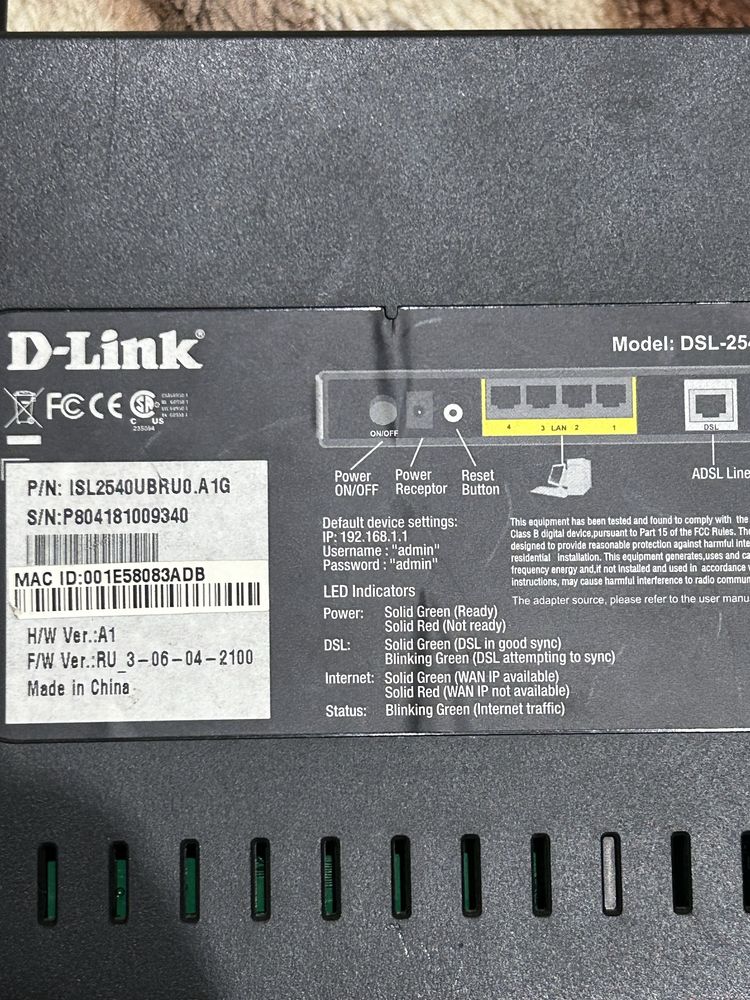 D-Link®
Model: DSL-254
FC CE
C US
235094
ON/OFF
4 3 LAN 2 1
DSL
Power ON/OFF
Power Receptor
Reset Button
ADSL Line
P/N: ISL2540UBRU0.A1G
S/N:P804181009340
MAC ID:001E58083ADB
H/W Ver.:A1
F/W Ver.:RU_3-06-04-2100
Made in China
Default device settings:
IP: 192.168.1.1
Username : "admin"
Password : "admin"
LED Indicators
Power: Solid Green (Ready)
Solid Red (Not ready)
DSL: Solid Green (DSL in good sync)
Blinking Green (DSL attempting to sync)
Internet: Solid Green (WAN IP available)
Solid Red (WAN IP not available)
Status: Blinking Green (Internet traffic)
This equipment has been tested and found to comply with the
Class B digital device,pursuant to Part 15 of the FCC Rules. The
designed to provide reasonable protection against harmful inte
residential installation. This equipment generates,uses and ca
frequency energy and,if not installed and used in accordance w
instructions, may cause harmful interference to radio commun
The adapter source, please refer to the user manu